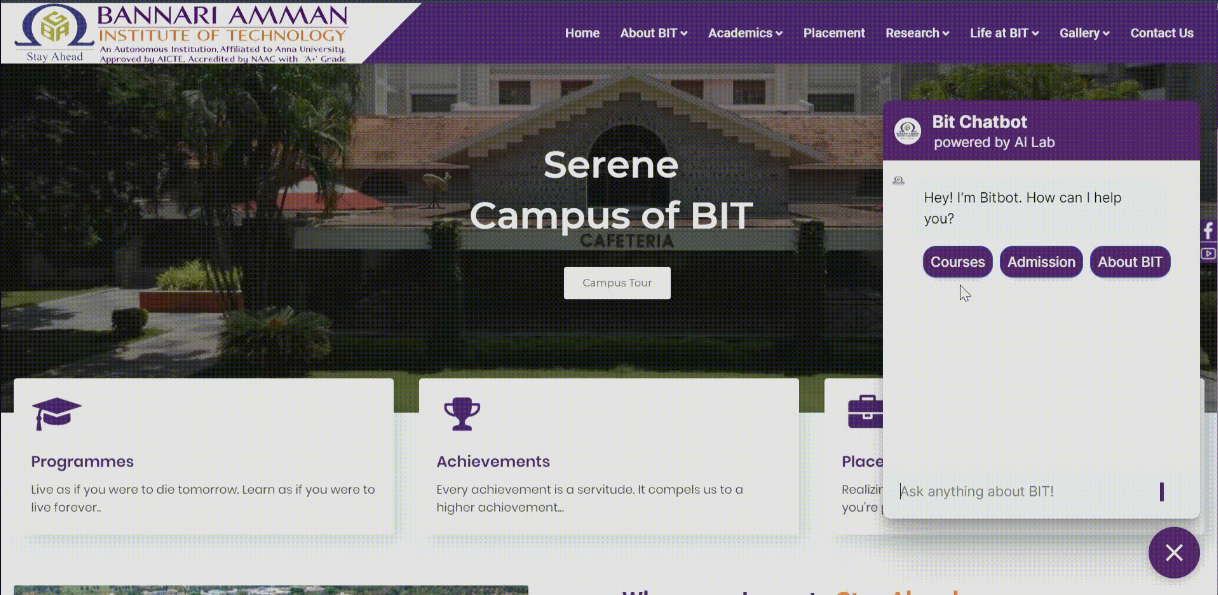 BANNARI AMMAN
INSTITUTE OF TECHNOLOGY
An Autonomous Institution, Affiliated to Anna University,
Approved by AICTE, Accredited by NAAC with 'A+' Grade
Stay Ahead
Home About BIT Academics Placement Research Life at BIT Gallery Contact Us
Serene
Campus of BIT
CAFETERIA
Campus Tour
Bit Chatbot
powered by AI Lab
Hey! I'm Bitbot. How can I help
you?
Courses Admission About BIT
Ask anything about BIT!
Programmes
Live as if you were to die tomorrow. Learn as if you were to
live forever..
Achievements
Every achievement is a servitude. It compels us to a
higher achievement...
Place
Realizin
you're